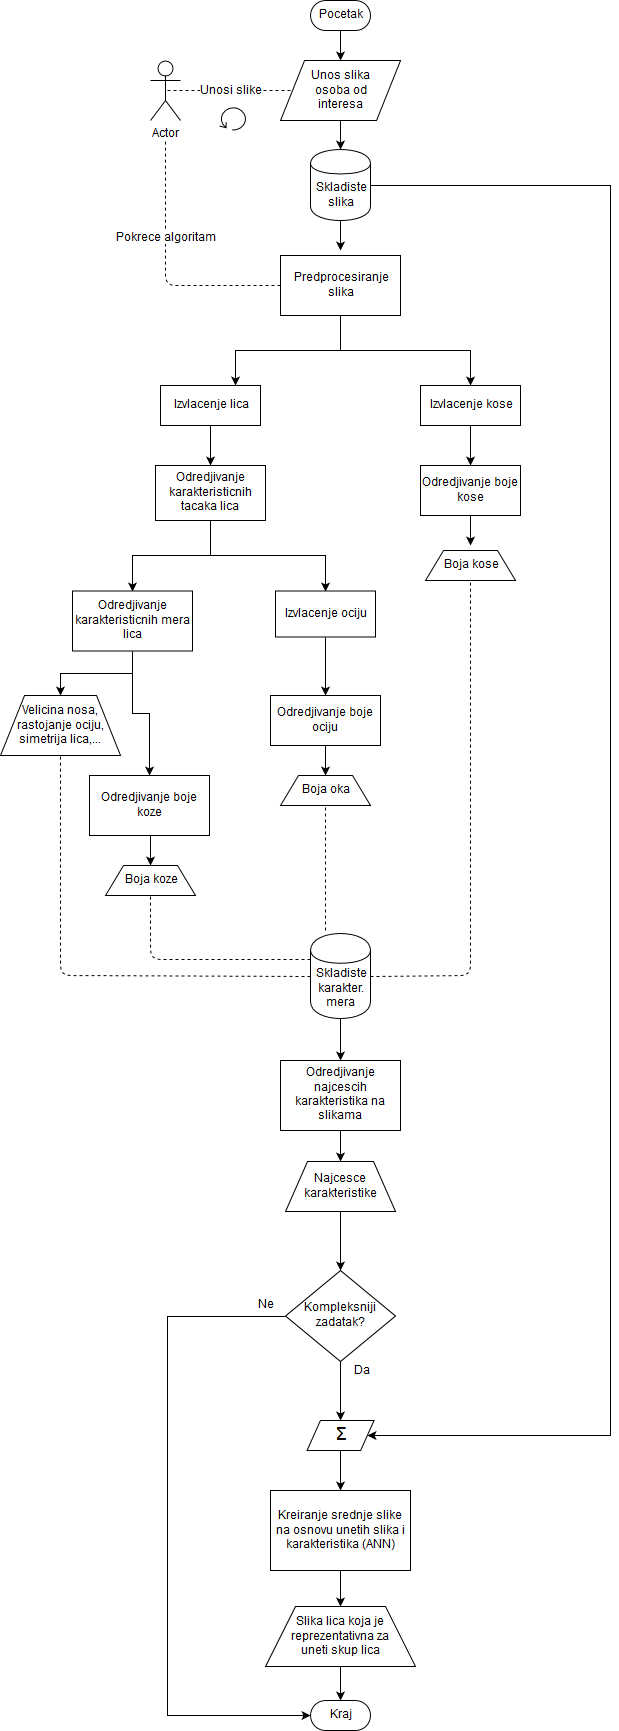 Pocetak
Unos slika
osoba od
interesa
Unosi slike
Actor
Skladiste
slika
Pokrece algoritam
Predprocesiranje
slika
Izvlacenje lica
Izvlacenje kose
Odredjivanje
karakteristicnih
tacaka lica
Odredjivanje boje
kose
Boja kose
Odredjivanje
karakteristicnih mera
lica
Izvlacenje ociju
Velicina nosa,
rastojanje ociju,
simetrija lica,...
Odredjivanje boje
ociju
Odredjivanje boje
koze
Boja oka
Boja koze
Skladiste
karakter.
mera
Odredjivanje
najcescih
karakteristika na
slikama
Najcesce
karakteristike
Kompleksniji
zadatak?
Ne
Da
Σ
Kreiranje srednje slike
na osnovu unetih slika i
karakteristika (ANN)
Slika lica koja je
reprezentativna za
uneti skup lica
Kraj